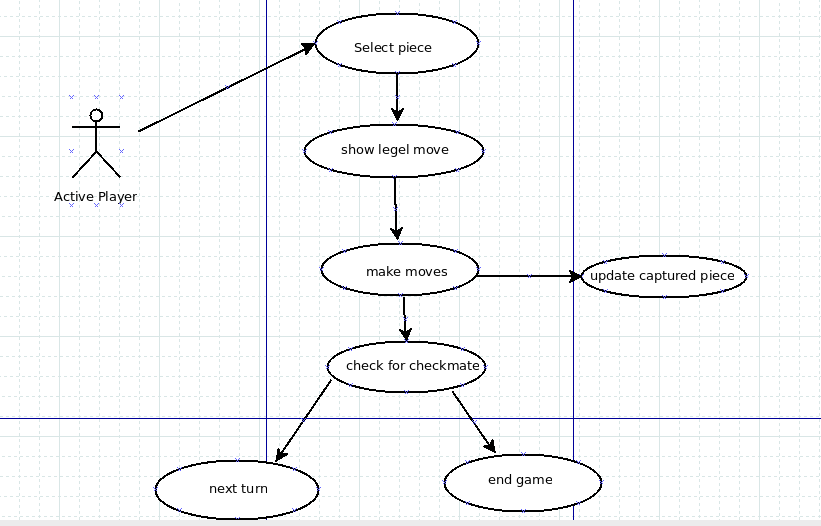 Select piece
show legel move
Active Player
make moves
update captured piece
check for checkmate
next turn
end game